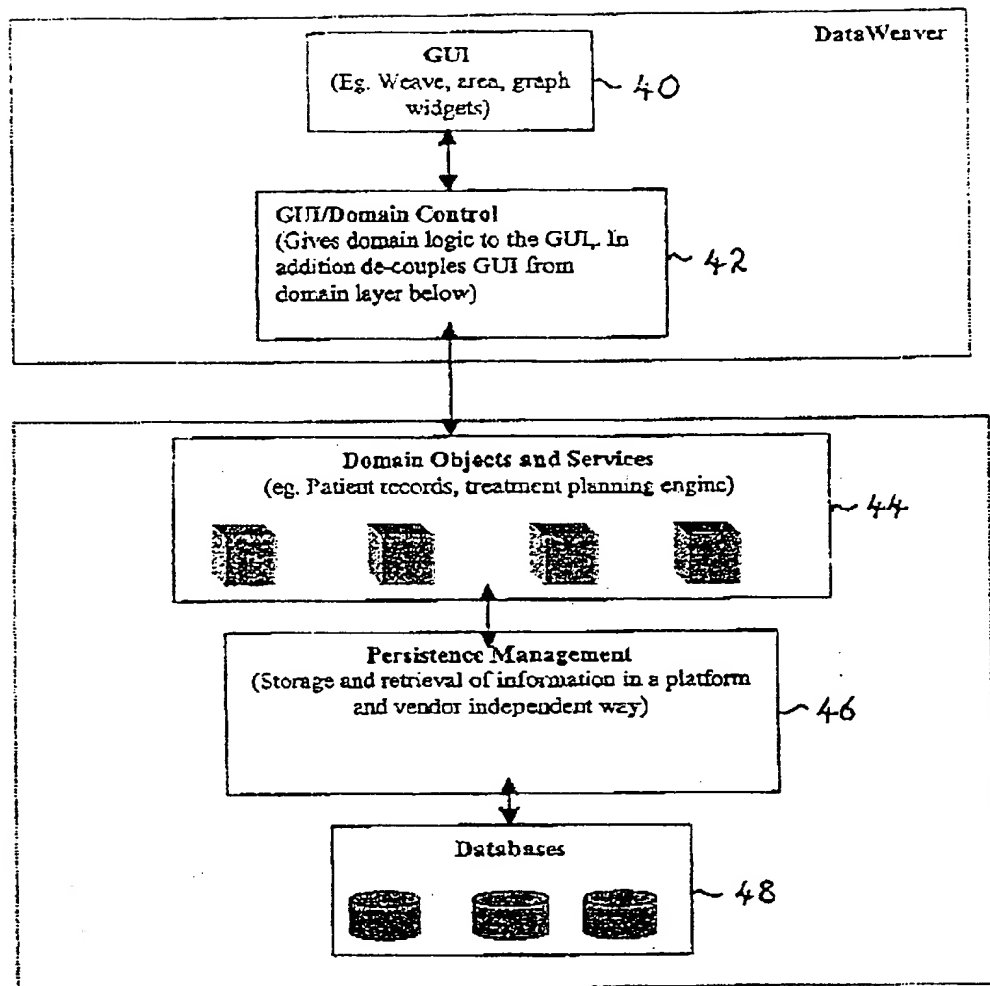 DataWeaver
GUI
(Eg. Weave, area, graph
widgets)
40
GUI/Domain Control
(Gives domain logic to the GUI. In
addition de-couples GUI from
domain layer below)
42
Domain Objects and Services
(eg. Patient records, treatment planning engine)
44
Persistence Management
(Storage and retrieval of information in a platform
and vendor independent way)
46
Databases
48